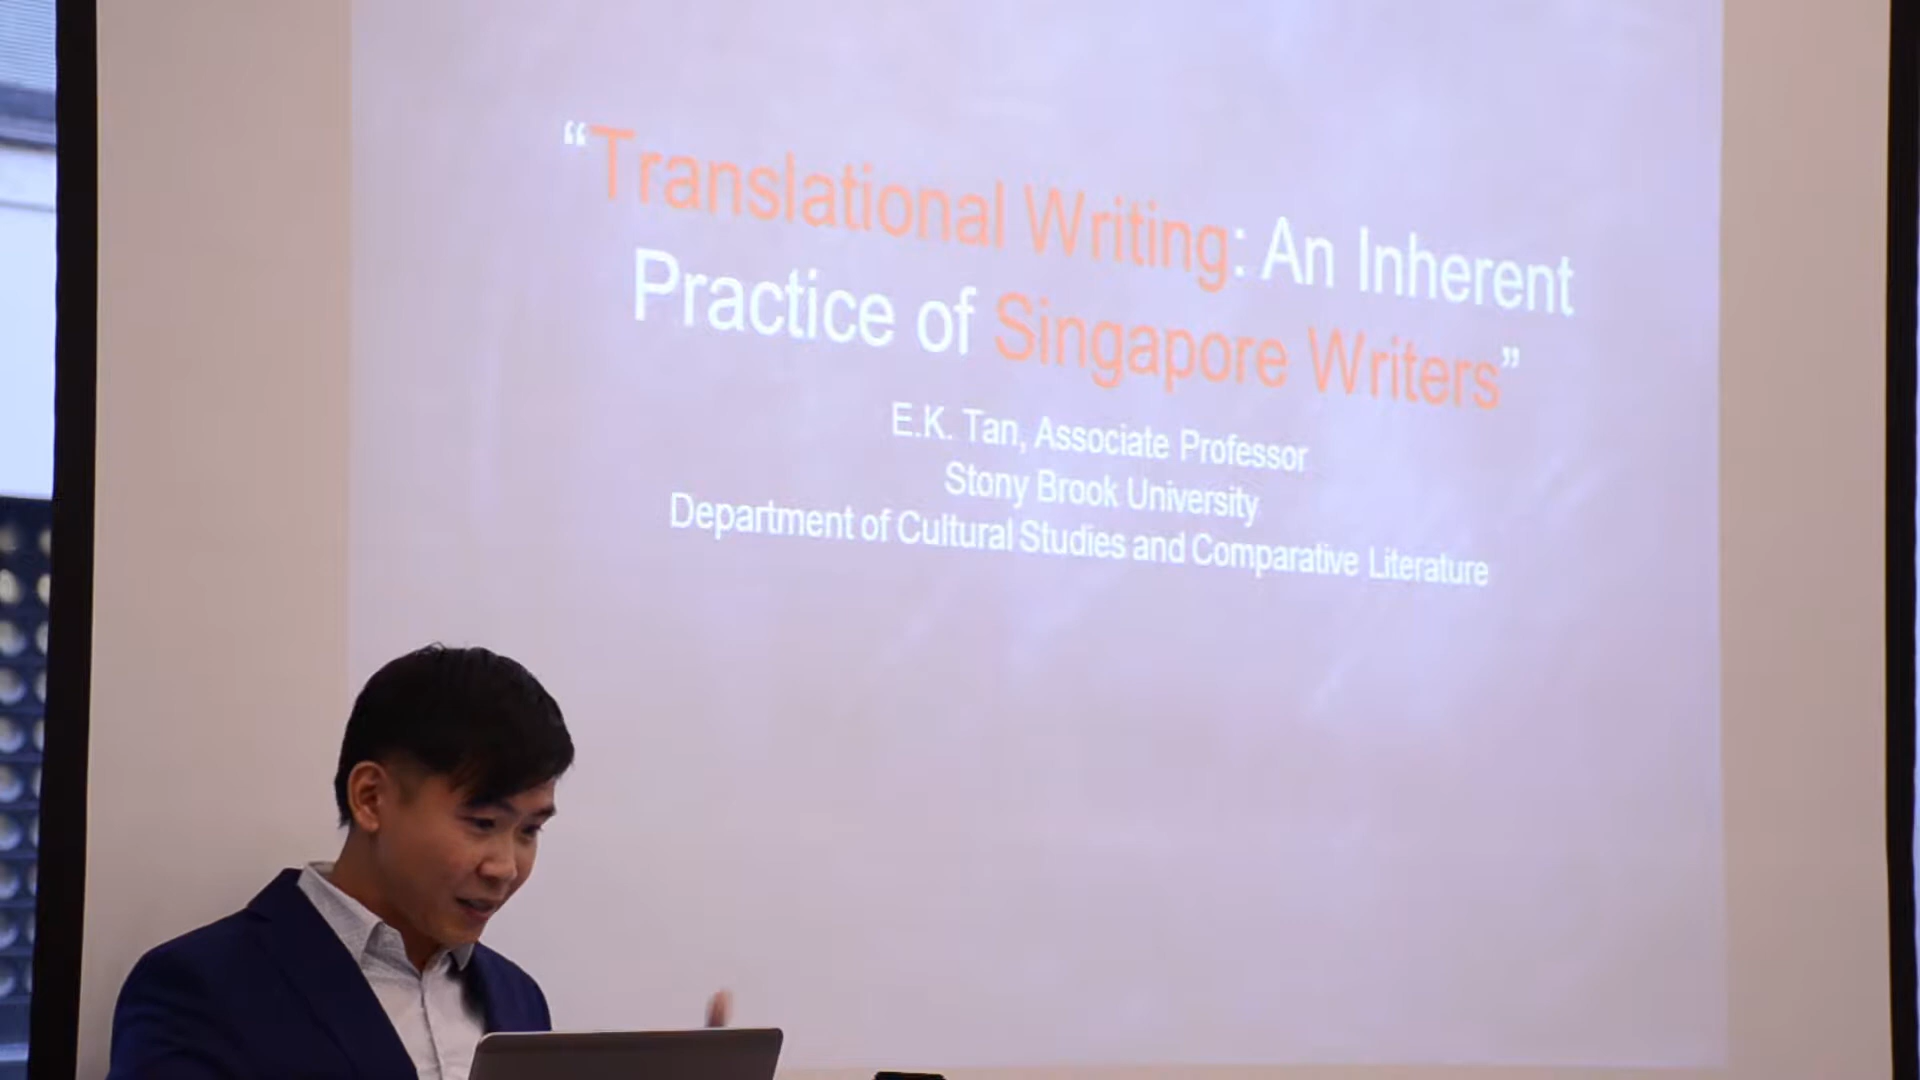 “Translational Writing: An Inherent
Practice of Singapore Writers”
E.K. Tan, Associate Professor
Stony Brook University
Department of Cultural Studies and Comparative Literature